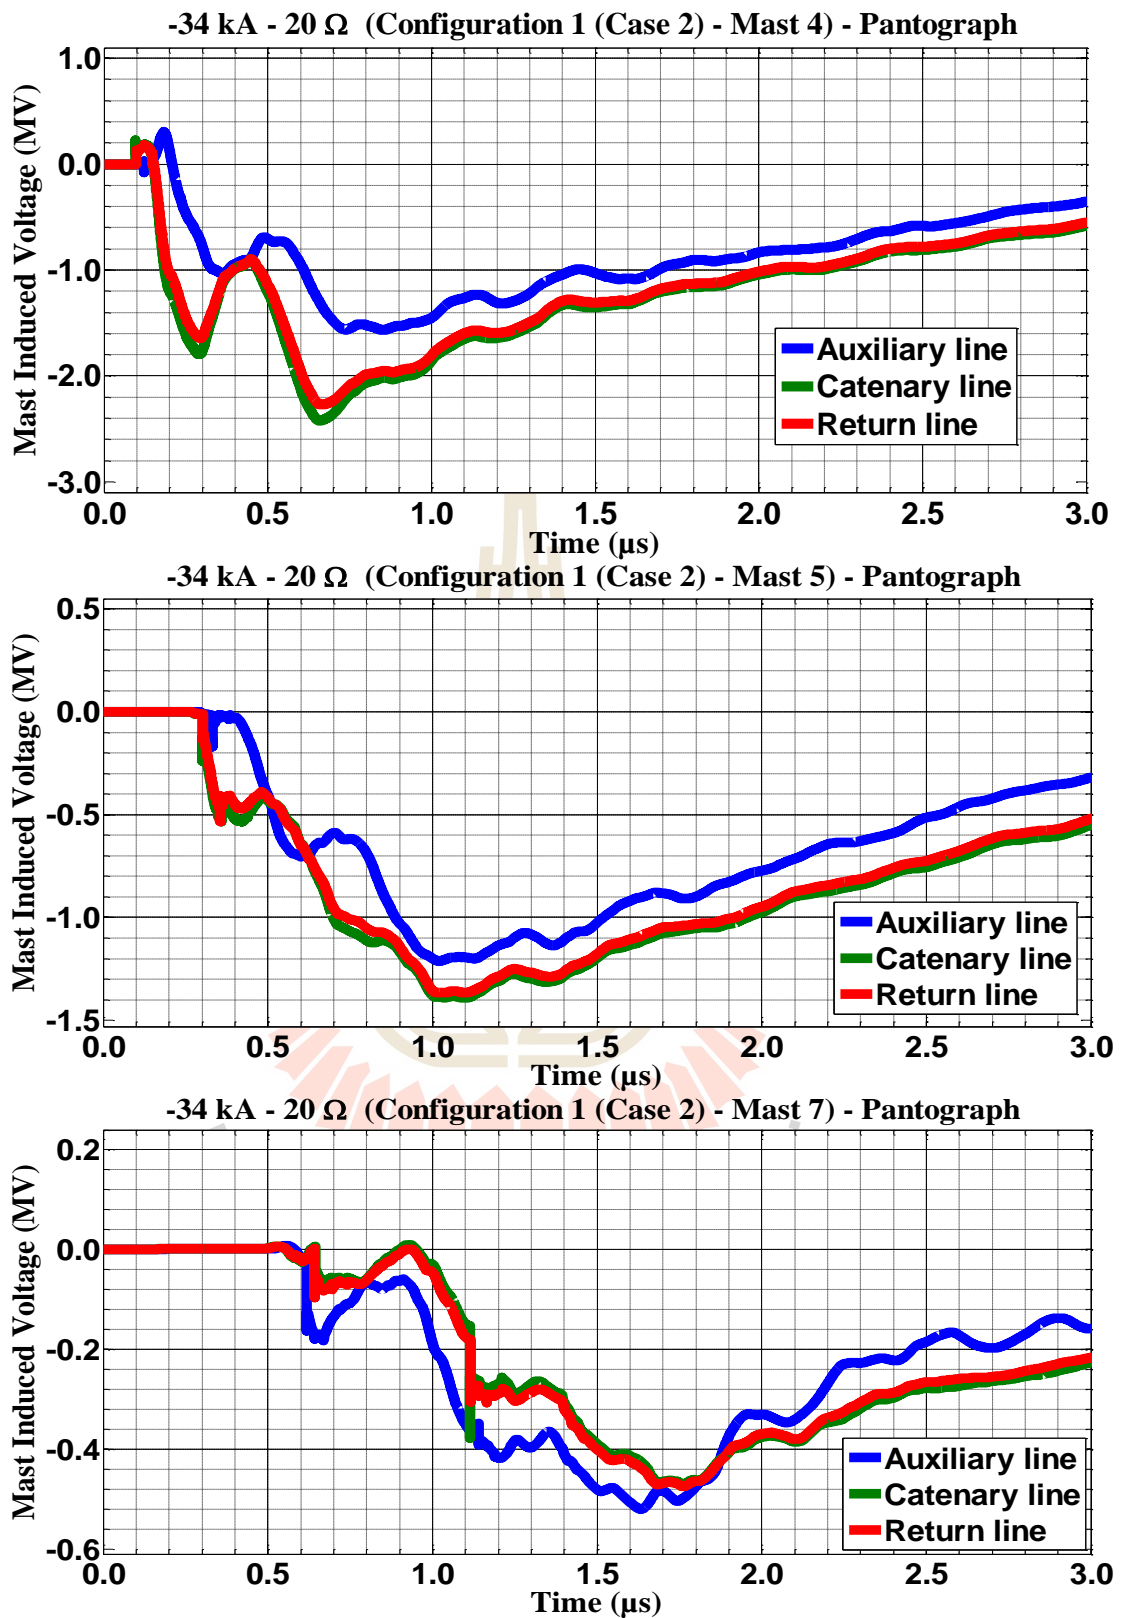 -34 kA - 20 Ω (Configuration 1 (Case 2) - Mast 4) - Pantograph
Mast Induced Voltage (MV)
1.0
0.0
-1.0
-2.0
-3.0
Auxiliary line
Catenary line
Return line
0.0 0.5 1.0 1.5 2.0 2.5 3.0
Time (µs)
-34 kA - 20 Ω (Configuration 1 (Case 2) - Mast 5) - Pantograph
Mast Induced Voltage (MV)
0.5
0.0
-0.5
-1.0
-1.5
Auxiliary line
Catenary line
Return line
0.0 0.5 1.0 1.5 2.0 2.5 3.0
Time (µs)
-34 kA - 20 Ω (Configuration 1 (Case 2) - Mast 7) - Pantograph
Mast Induced Voltage (MV)
0.2
0.0
-0.2
-0.4
-0.6
Auxiliary line
Catenary line
Return line
0.0 0.5 1.0 1.5 2.0 2.5 3.0
Time (µs)